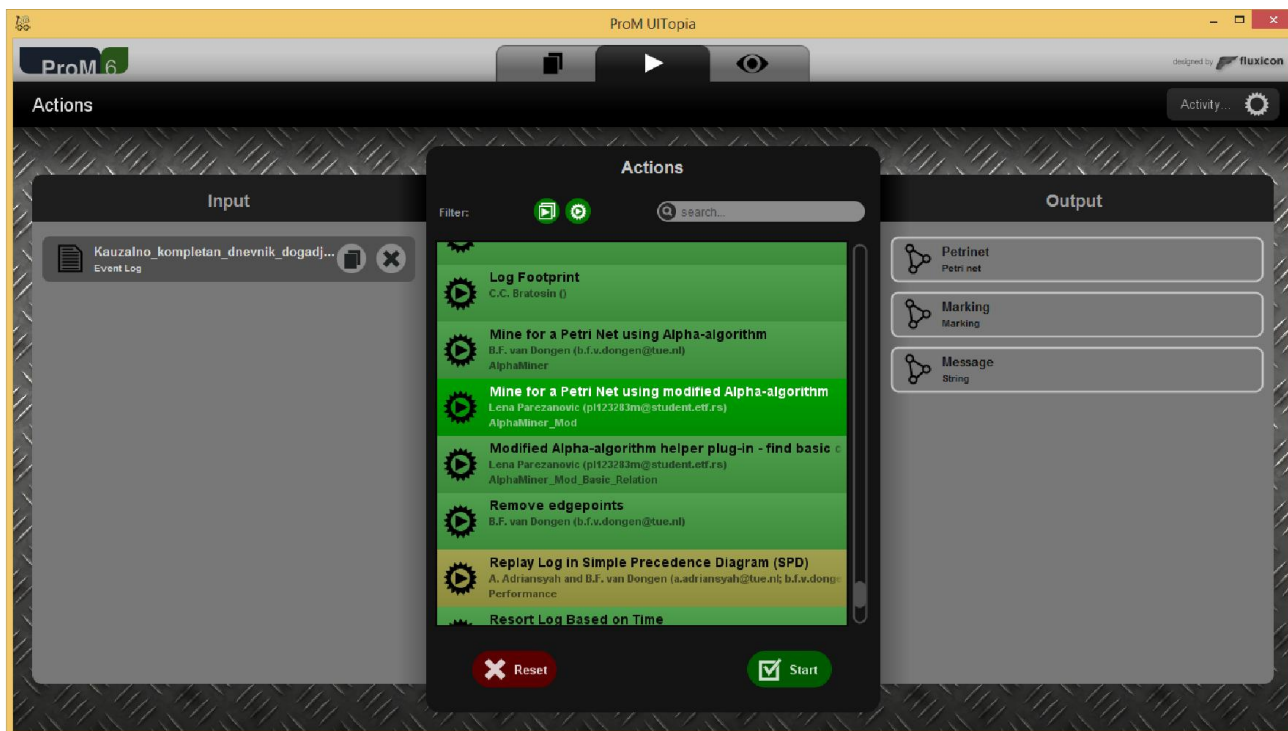 ProM UITopia
ProM 6
designed by fluxicon
Actions
Activity...
Input
Kauzalno_kompletan_dnevnik_dogadj...
Event Log
Actions
Filter:
search...
Log Footprint
C.C. Bratosin ()
Mine for a Petri Net using Alpha-algorithm
B.F. van Dongen (b.f.v.dongen@tue.nl)
AlphaMiner
Mine for a Petri Net using modified Alpha-algorithm
Lena Parezanovic (pl123283m@student.etf.rs)
AlphaMiner_Mod
Modified Alpha-algorithm helper plug-in - find basic
Lena Parezanovic (pl123283m@student.etf.rs)
AlphaMiner_Mod_Basic_Relation
Remove edgepoints
B.F. van Dongen (b.f.v.dongen@tue.nl)
Replay Log in Simple Precedence Diagram (SPD)
A. Adriansyah and B.F. van Dongen (a.adriansyah@tue.nl; b.f.v.donge
Performance
Resort Log Based on Time
Reset
Start
Output
Petrinet
Petri net
Marking
Marking
Message
String